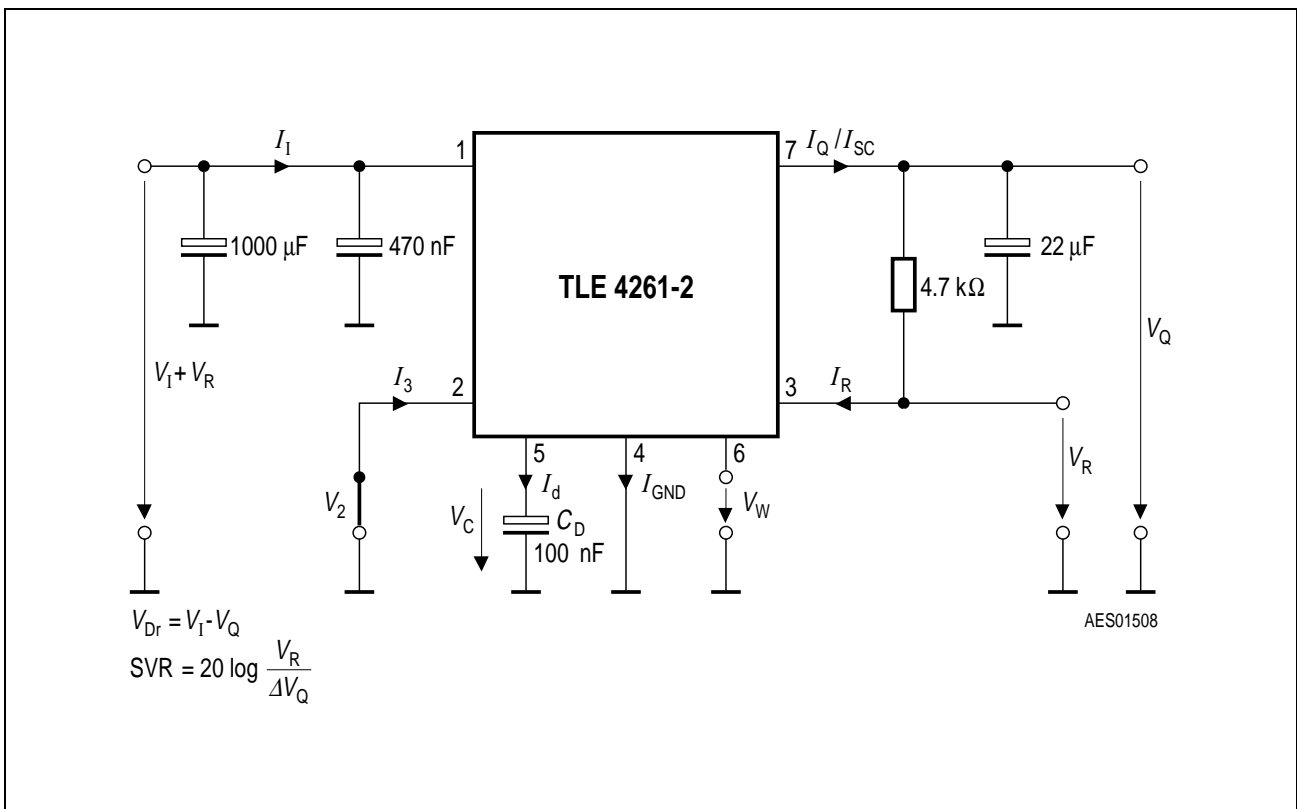 I_I
1
7
I_Q / I_SC
1000 μF
470 nF
TLE 4261-2
4.7 kΩ
22 μF
V_Q
V_I + V_R
I_3
2
3
I_R
5
4
6
V_2
V_C
I_d
I_GND
V_W
V_R
C_D
100 nF
V_Dr = V_I - V_Q
AES01508
SVR = 20 log V_R / ΔV_Q